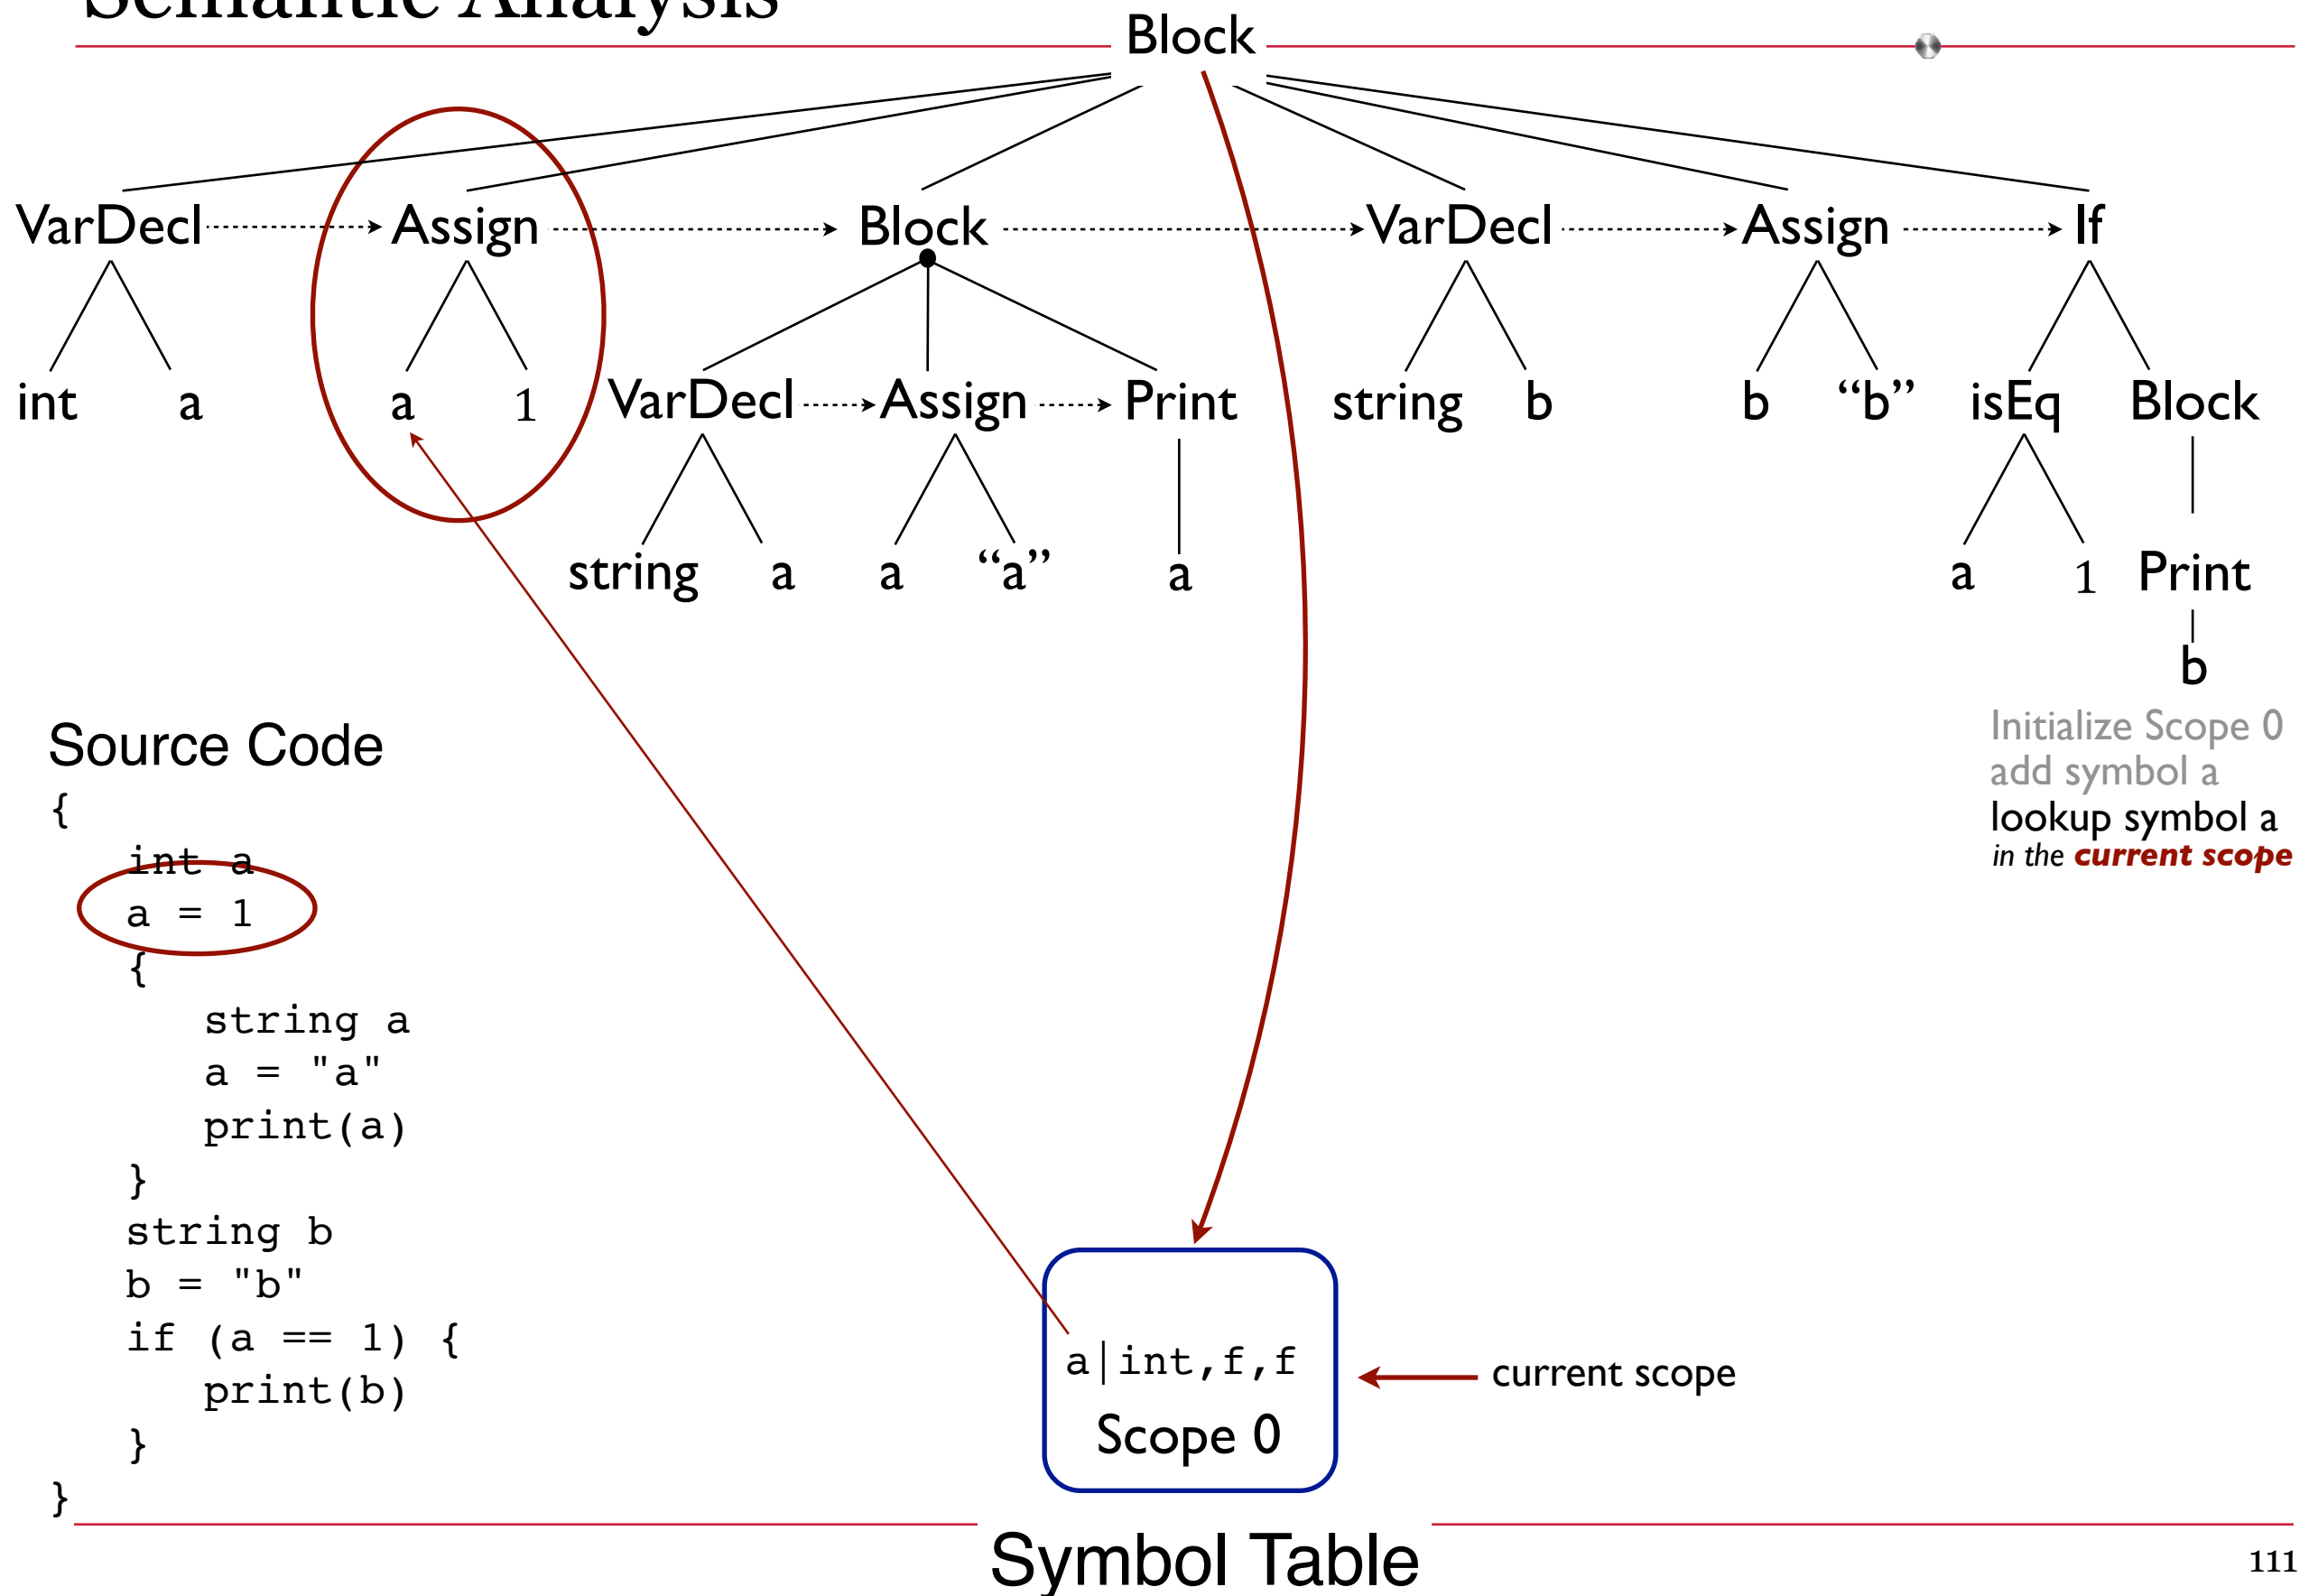 Semantic Analysis
Block
VarDecl Assign Block VarDecl Assign If
int a a 1 VarDecl Assign Print string b b “b” isEq Block
string a a “a” a a 1 Print
b
Initialize Scope 0
add symbol a
lookup symbol a
in the current scope
Source Code
{
int a
a = 1
{
string a
a = "a"
print(a)
}
string b
b = "b"
if (a == 1) {
print(b)
}
}
a|int,f,f
Scope 0
current scope
Symbol Table
111